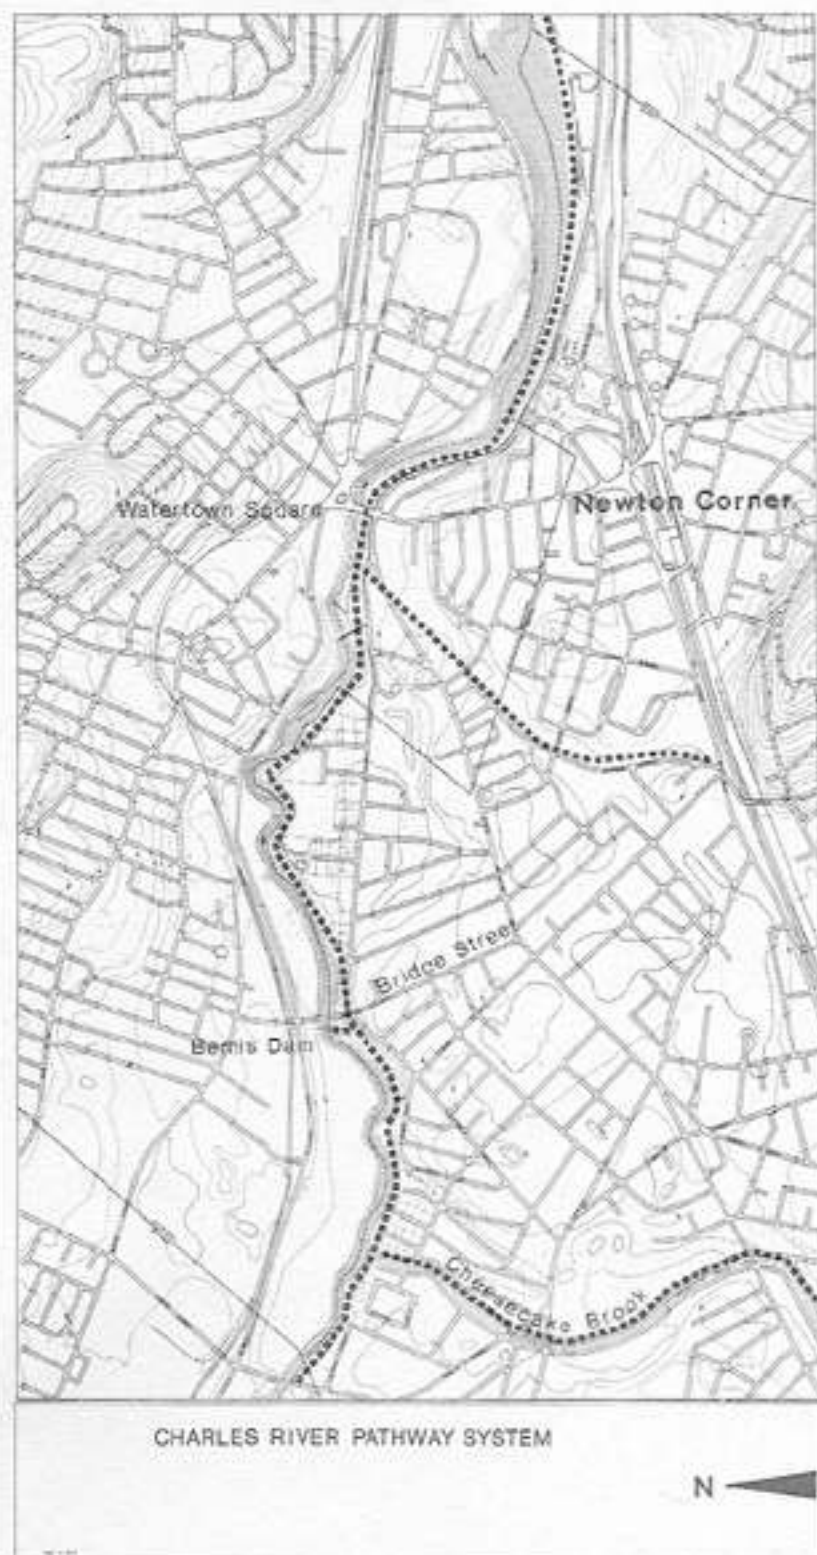 Watertown Square
Newton Corner
Bridge Street
Bemis Dam
Cheesecake Brook
CHARLES RIVER PATHWAY SYSTEM
N